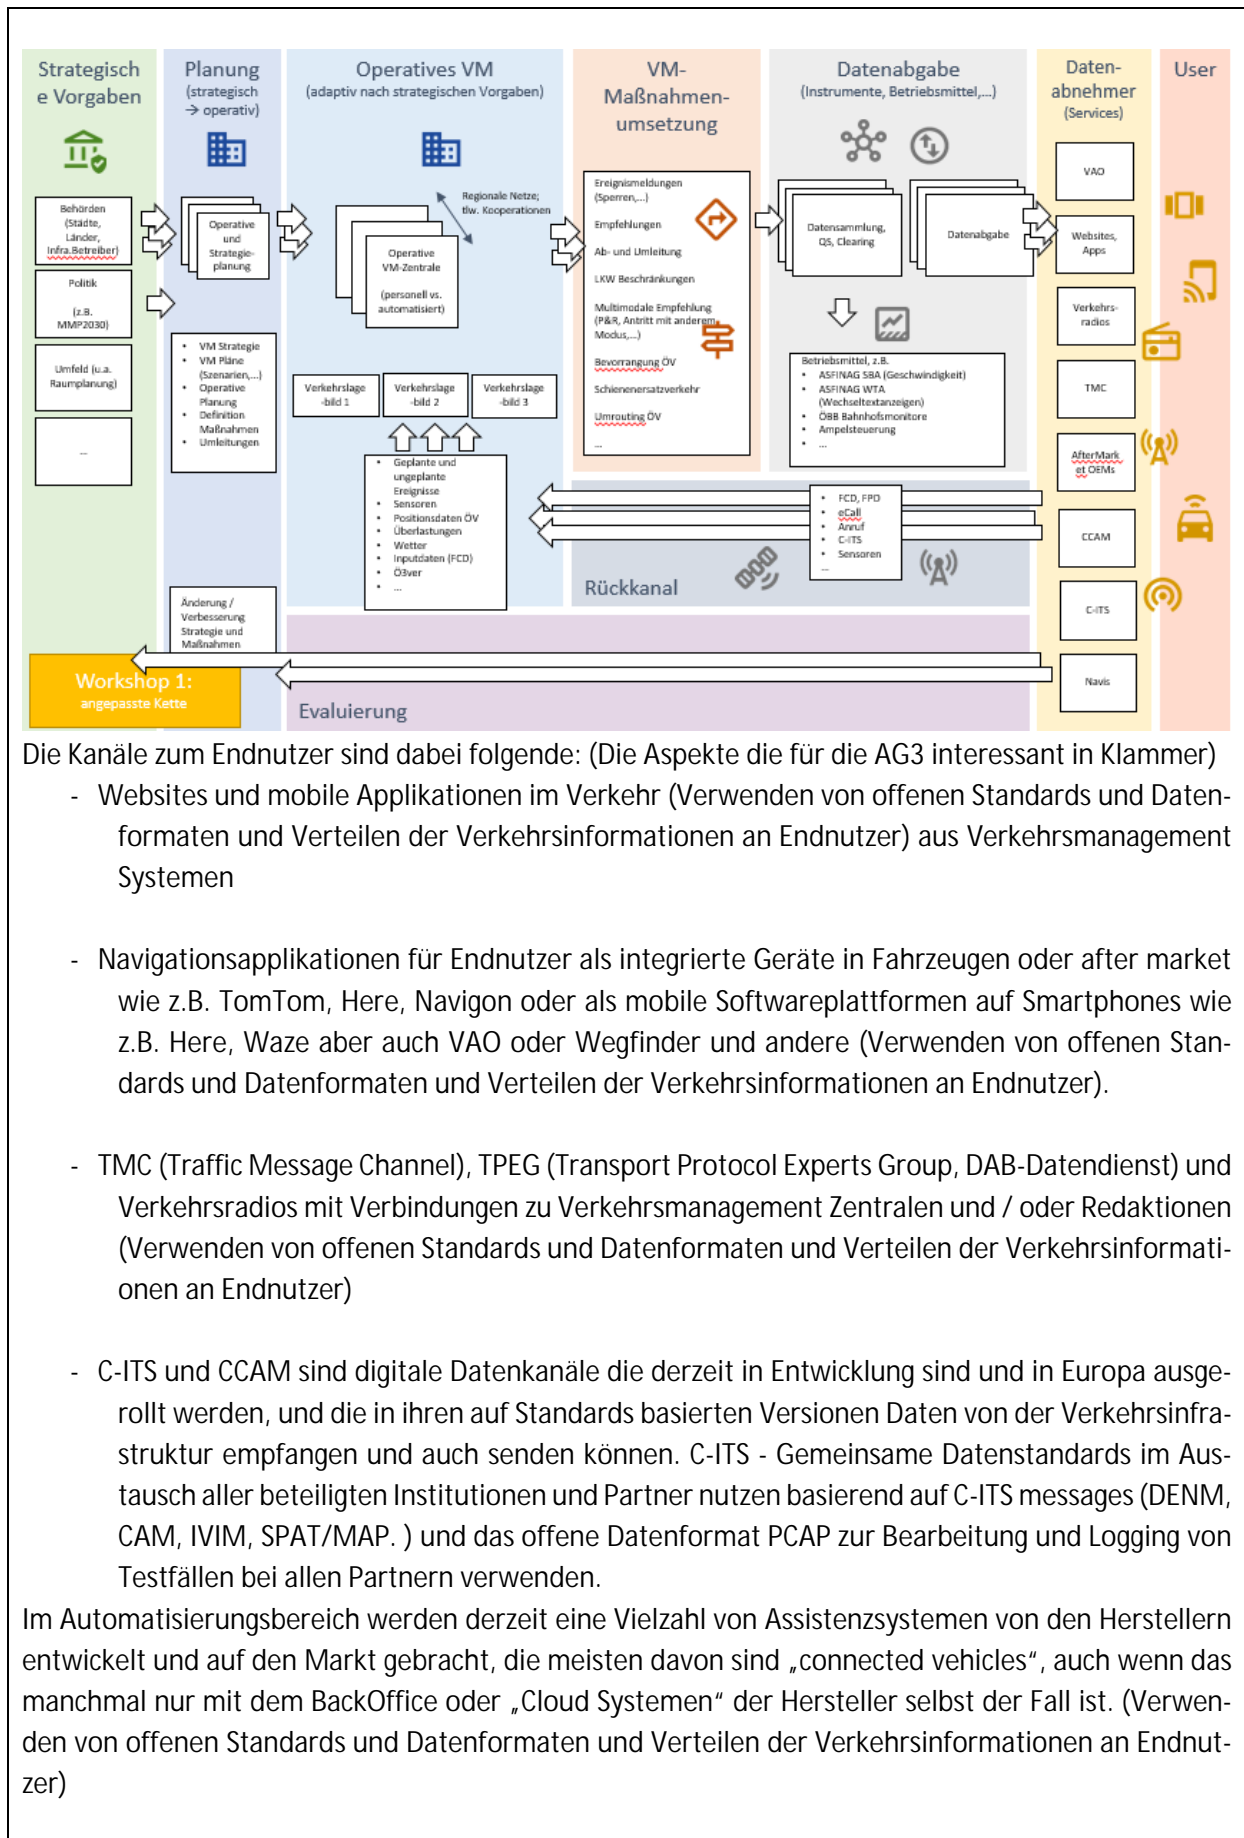 Strategisch
e Vorgaben
Behörden
(Städte,
Länder,
Infra.Betreiber)
Politik
(z.B.
MMP2030)
Umfeld (u.a.
Raumplanung)
...
Planung
(strategisch
→ operativ)
Operative
und
Strategie-
planung
• VM Strategie
• VM Pläne
(Szenarien,...)
• Operative
Planung
• Definition
Maßnahmen
• Umleitungen
Änderung /
Verbesserung
Strategie und
Maßnahmen
Workshop 1:
angepasste Kette
Operatives VM
(adaptiv nach strategischen Vorgaben)
Regionale Netze;
tlw. Kooperationen
Operative
VM-Zentrale
(personell vs.
automatisiert)
Verkehrslage
-bild 1
Verkehrslage
-bild 2
Verkehrslage
-bild 3
• Geplante und
ungeplante
Ereignisse
• Sensoren
• Positionsdaten ÖV
• Überlastungen
• Wetter
• Inputdaten (FCD)
• Ö3ver
• ...
VM-
Maßnahmen-
umsetzung
Ereignismeldungen
(Sperren,...)
Empfehlungen
Ab- und Umleitung
LKW Beschränkungen
Multimodale Empfehlung
(P&R, Antritt mit anderem
Modus,...)
Bevorrangung ÖV
Schienenersatzverkehr
Umrouting ÖV
...
Datenabgabe
(Instrumente, Betriebsmittel,...)
Datensammlung,
QS, Clearing
Datenabgabe
Betriebsmittel, z.B.
• ASFINAG SBA (Geschwindigkeit)
• ASFINAG WTA
(Wechseltextanzeigen)
• ÖBB Bahnhofsmonitore
• Ampelsteuerung
• ...
• FCD, FPD
• eCall
• Anruf
• C-ITS
• Sensoren
...
Rückkanal
Evaluierung
Daten-
abnehmer
(Services)
VAO
Websites,
Apps
Verkehrs-
radios
TMC
AfterMark
et OEMs
CCAM
C-ITS
Navis
User
Die Kanäle zum Endnutzer sind dabei folgende: (Die Aspekte die für die AG3 interessant in Klammer)
- Websites und mobile Applikationen im Verkehr (Verwenden von offenen Standards und Daten-
formaten und Verteilen der Verkehrsinformationen an Endnutzer) aus Verkehrsmanagement
Systemen
- Navigationsapplikationen für Endnutzer als integrierte Geräte in Fahrzeugen oder after market
wie z.B. TomTom, Here, Navigon oder als mobile Softwareplattformen auf Smartphones wie
z.B. Here, Waze aber auch VAO oder Wegfinder und andere (Verwenden von offenen Stan-
dards und Datenformaten und Verteilen der Verkehrsinformationen an Endnutzer).
- TMC (Traffic Message Channel), TPEG (Transport Protocol Experts Group, DAB-Datendienst) und
Verkehrsradios mit Verbindungen zu Verkehrsmanagement Zentralen und / oder Redaktionen
(Verwenden von offenen Standards und Datenformaten und Verteilen der Verkehrsinformati-
onen an Endnutzer)
- C-ITS und CCAM sind digitale Datenkanäle die derzeit in Entwicklung sind und in Europa ausge-
rollt werden, und die in ihren auf Standards basierten Versionen Daten von der Verkehrsinfra-
struktur empfangen und auch senden können. C-ITS - Gemeinsame Datenstandards im Aus-
tausch aller beteiligten Institutionen und Partner nutzen basierend auf C-ITS messages (DENM,
CAM, IVIM, SPAT/MAP. ) und das offene Datenformat PCAP zur Bearbeitung und Logging von
Testfällen bei allen Partnern verwenden.
Im Automatisierungsbereich werden derzeit eine Vielzahl von Assistenzsystemen von den Herstellern
entwickelt und auf den Markt gebracht, die meisten davon sind „connected vehicles“, auch wenn das
manchmal nur mit dem BackOffice oder „Cloud Systemen“ der Hersteller selbst der Fall ist. (Verwen-
den von offenen Standards und Datenformaten und Verteilen der Verkehrsinformationen an Endnut-
zer)